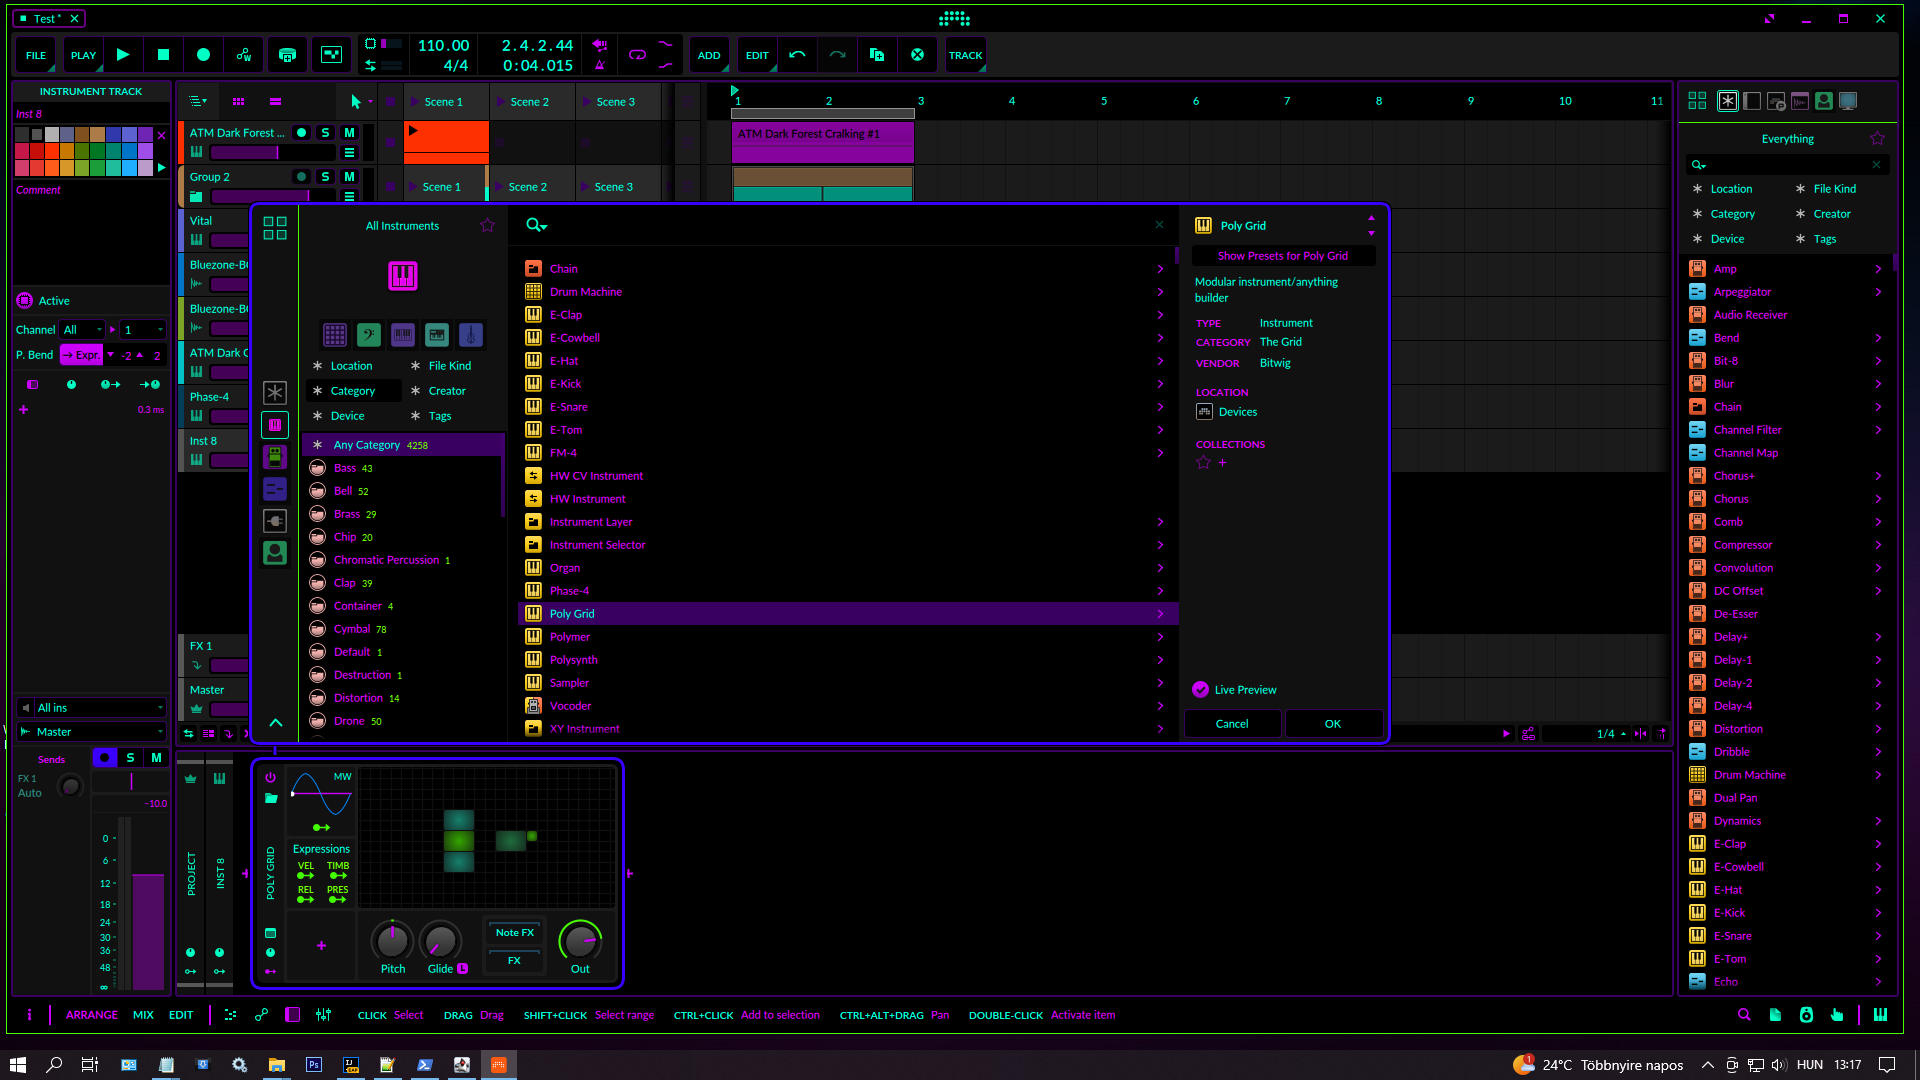 Test *
FILE
PLAY
110.00
4/4
2.4.2.44
0:04.015
ADD
EDIT
TRACK
INSTRUMENT TRACK
Inst 8
Comment
Active
Channel All 1
P. Bend Expr. -2 2
0.3 ms
All ins
Master
Sends
FX 1
Auto
S M
-10.0
0
6
12
18
24
30
36
48
∞
Scene 1
Scene 2
Scene 3
1 2 3 4 5 6 7 8 9 10 11
ATM Dark Forest ... S M
ATM Dark Forest Cralking #1
Group 2 S M
Scene 1
Scene 2
Scene 3
Vital
ATM Dark C
Phase-4
Inst 8
FX 1
Master
All Instruments
Location
File Kind
Category
Creator
Device
Tags
Any Category 4258
Bass 43
Bell 52
Brass 29
Chip 20
Chromatic Percussion 1
Clap 39
Container 4
Cymbal 78
Default 1
Destruction 1
Distortion 14
Drone 50
Chain
Drum Machine
E-Clap
E-Cowbell
E-Hat
E-Kick
E-Snare
E-Tom
FM-4
HW CV Instrument
HW Instrument
Instrument Layer
Instrument Selector
Organ
Phase-4
Poly Grid
Polymer
Polysynth
Sampler
Vocoder
XY Instrument
Poly Grid
Show Presets for Poly Grid
Modular instrument/anything
builder
TYPE Instrument
CATEGORY The Grid
VENDOR Bitwig
LOCATION
Devices
COLLECTIONS
Live Preview
Cancel
OK
1/4
PROJECT
INST 8
POLY GRID
MW
Expressions
VEL TIMB
REL PRES
Pitch
Glide L
Note FX
FX
Out
Everything
Location
File Kind
Category
Creator
Device
Tags
Amp
Arpeggiator
Audio Receiver
Bend
Bit-8
Blur
Chain
Channel Filter
Channel Map
Chorus+
Chorus
Comb
Compressor
Convolution
DC Offset
De-Esser
Delay+
Delay-1
Delay-2
Delay-4
Distortion
Dribble
Drum Machine
Dual Pan
Dynamics
E-Clap
E-Cowbell
E-Hat
E-Kick
E-Snare
E-Tom
Echo
ARRANGE MIX EDIT
CLICK Select DRAG Drag SHIFT+CLICK Select range CTRL+CLICK Add to selection CTRL+ALT+DRAG Pan DOUBLE-CLICK Activate item
Ps
24°C Többnyire napos
HUN
13:17